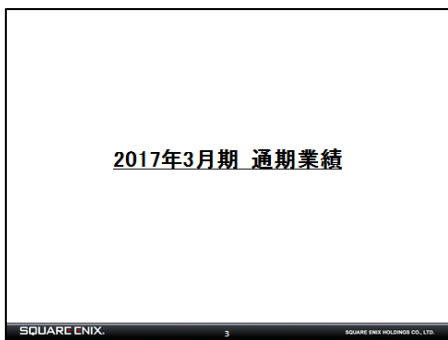 2017年3月期 通期業績
SQUARE ENIX.
3
SQUARE ENIX HOLDINGS CO., LTD.